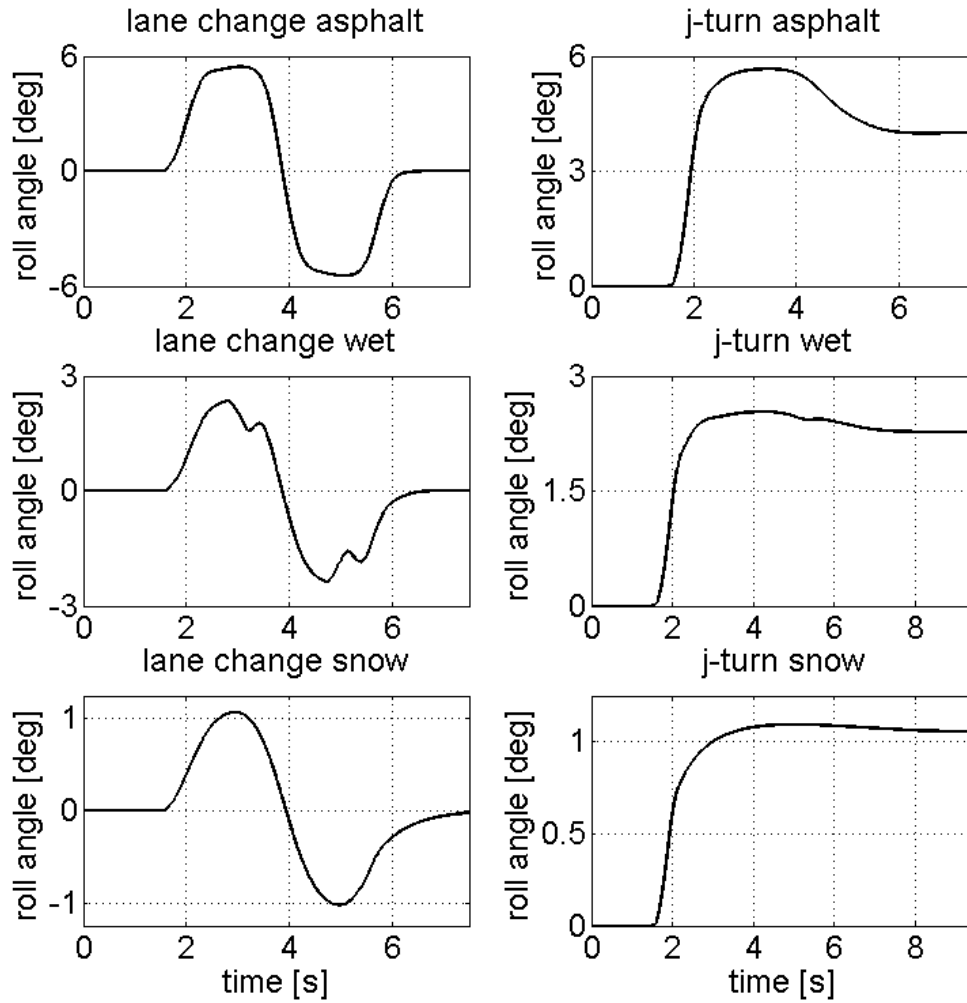 lane change asphalt
roll angle [deg]
6
0
-6
0 2 4 6
j-turn asphalt
roll angle [deg]
6
3
0
0 2 4 6
lane change wet
roll angle [deg]
3
0
-3
0 2 4 6
j-turn wet
roll angle [deg]
3
1.5
0
0 2 4 6 8
lane change snow
roll angle [deg]
1
0
-1
0 2 4 6
time [s]
j-turn snow
roll angle [deg]
1
0.5
0
0 2 4 6 8
time [s]